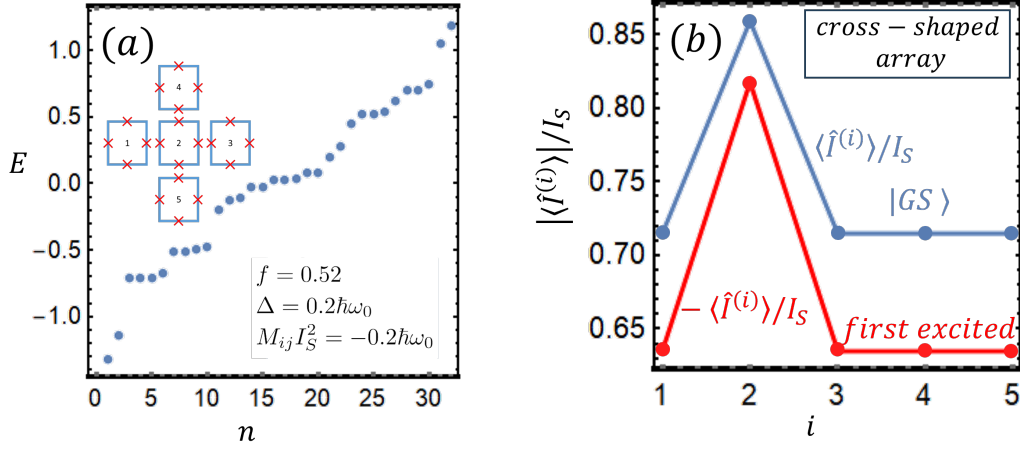 (a)
E
1.0
0.5
0.0
−0.5
−1.0
4
1 2 3
5
f = 0.52
Δ = 0.2ħω₀
MᵢⱼI²_S = −0.2ħω₀
0 5 10 15 20 25 30
n
(b)
cross − shaped
array
|⟨Î⁽ⁱ⁾⟩|/I_S
0.85
0.80
0.75
0.70
0.65
⟨Î⁽ⁱ⁾⟩/I_S
|GS ⟩
− ⟨Î⁽ⁱ⁾⟩/I_S
first excited
1 2 3 4 5
i